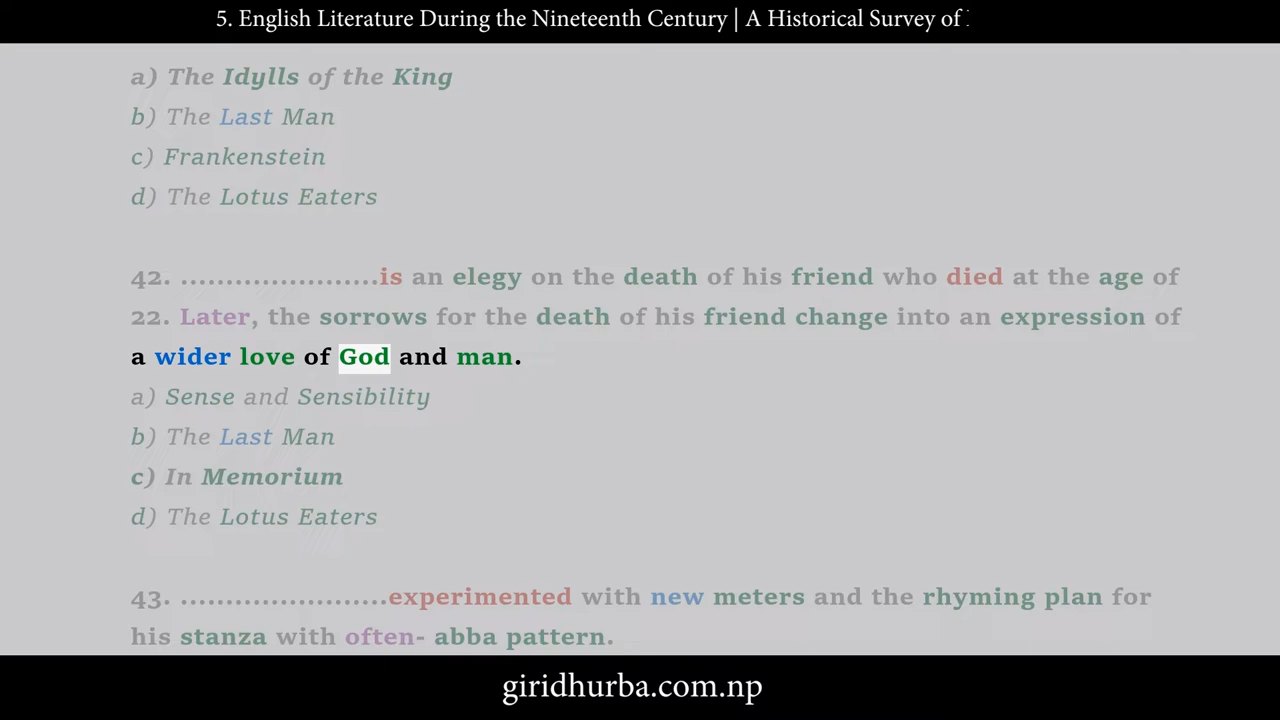 5. English Literature During the Nineteenth Century | A Historical Survey of
a) The Idylls of the King
b) The Last Man
c) Frankenstein
d) The Lotus Eaters
42. ......................is an elegy on the death of his friend who died at the age of
22. Later, the sorrows for the death of his friend change into an expression of
a wider love of God and man.
a) Sense and Sensibility
b) The Last Man
c) In Memorium
d) The Lotus Eaters
43. .......................experimented with new meters and the rhyming plan for
his stanza with often- abba pattern.
giridhurba.com.np